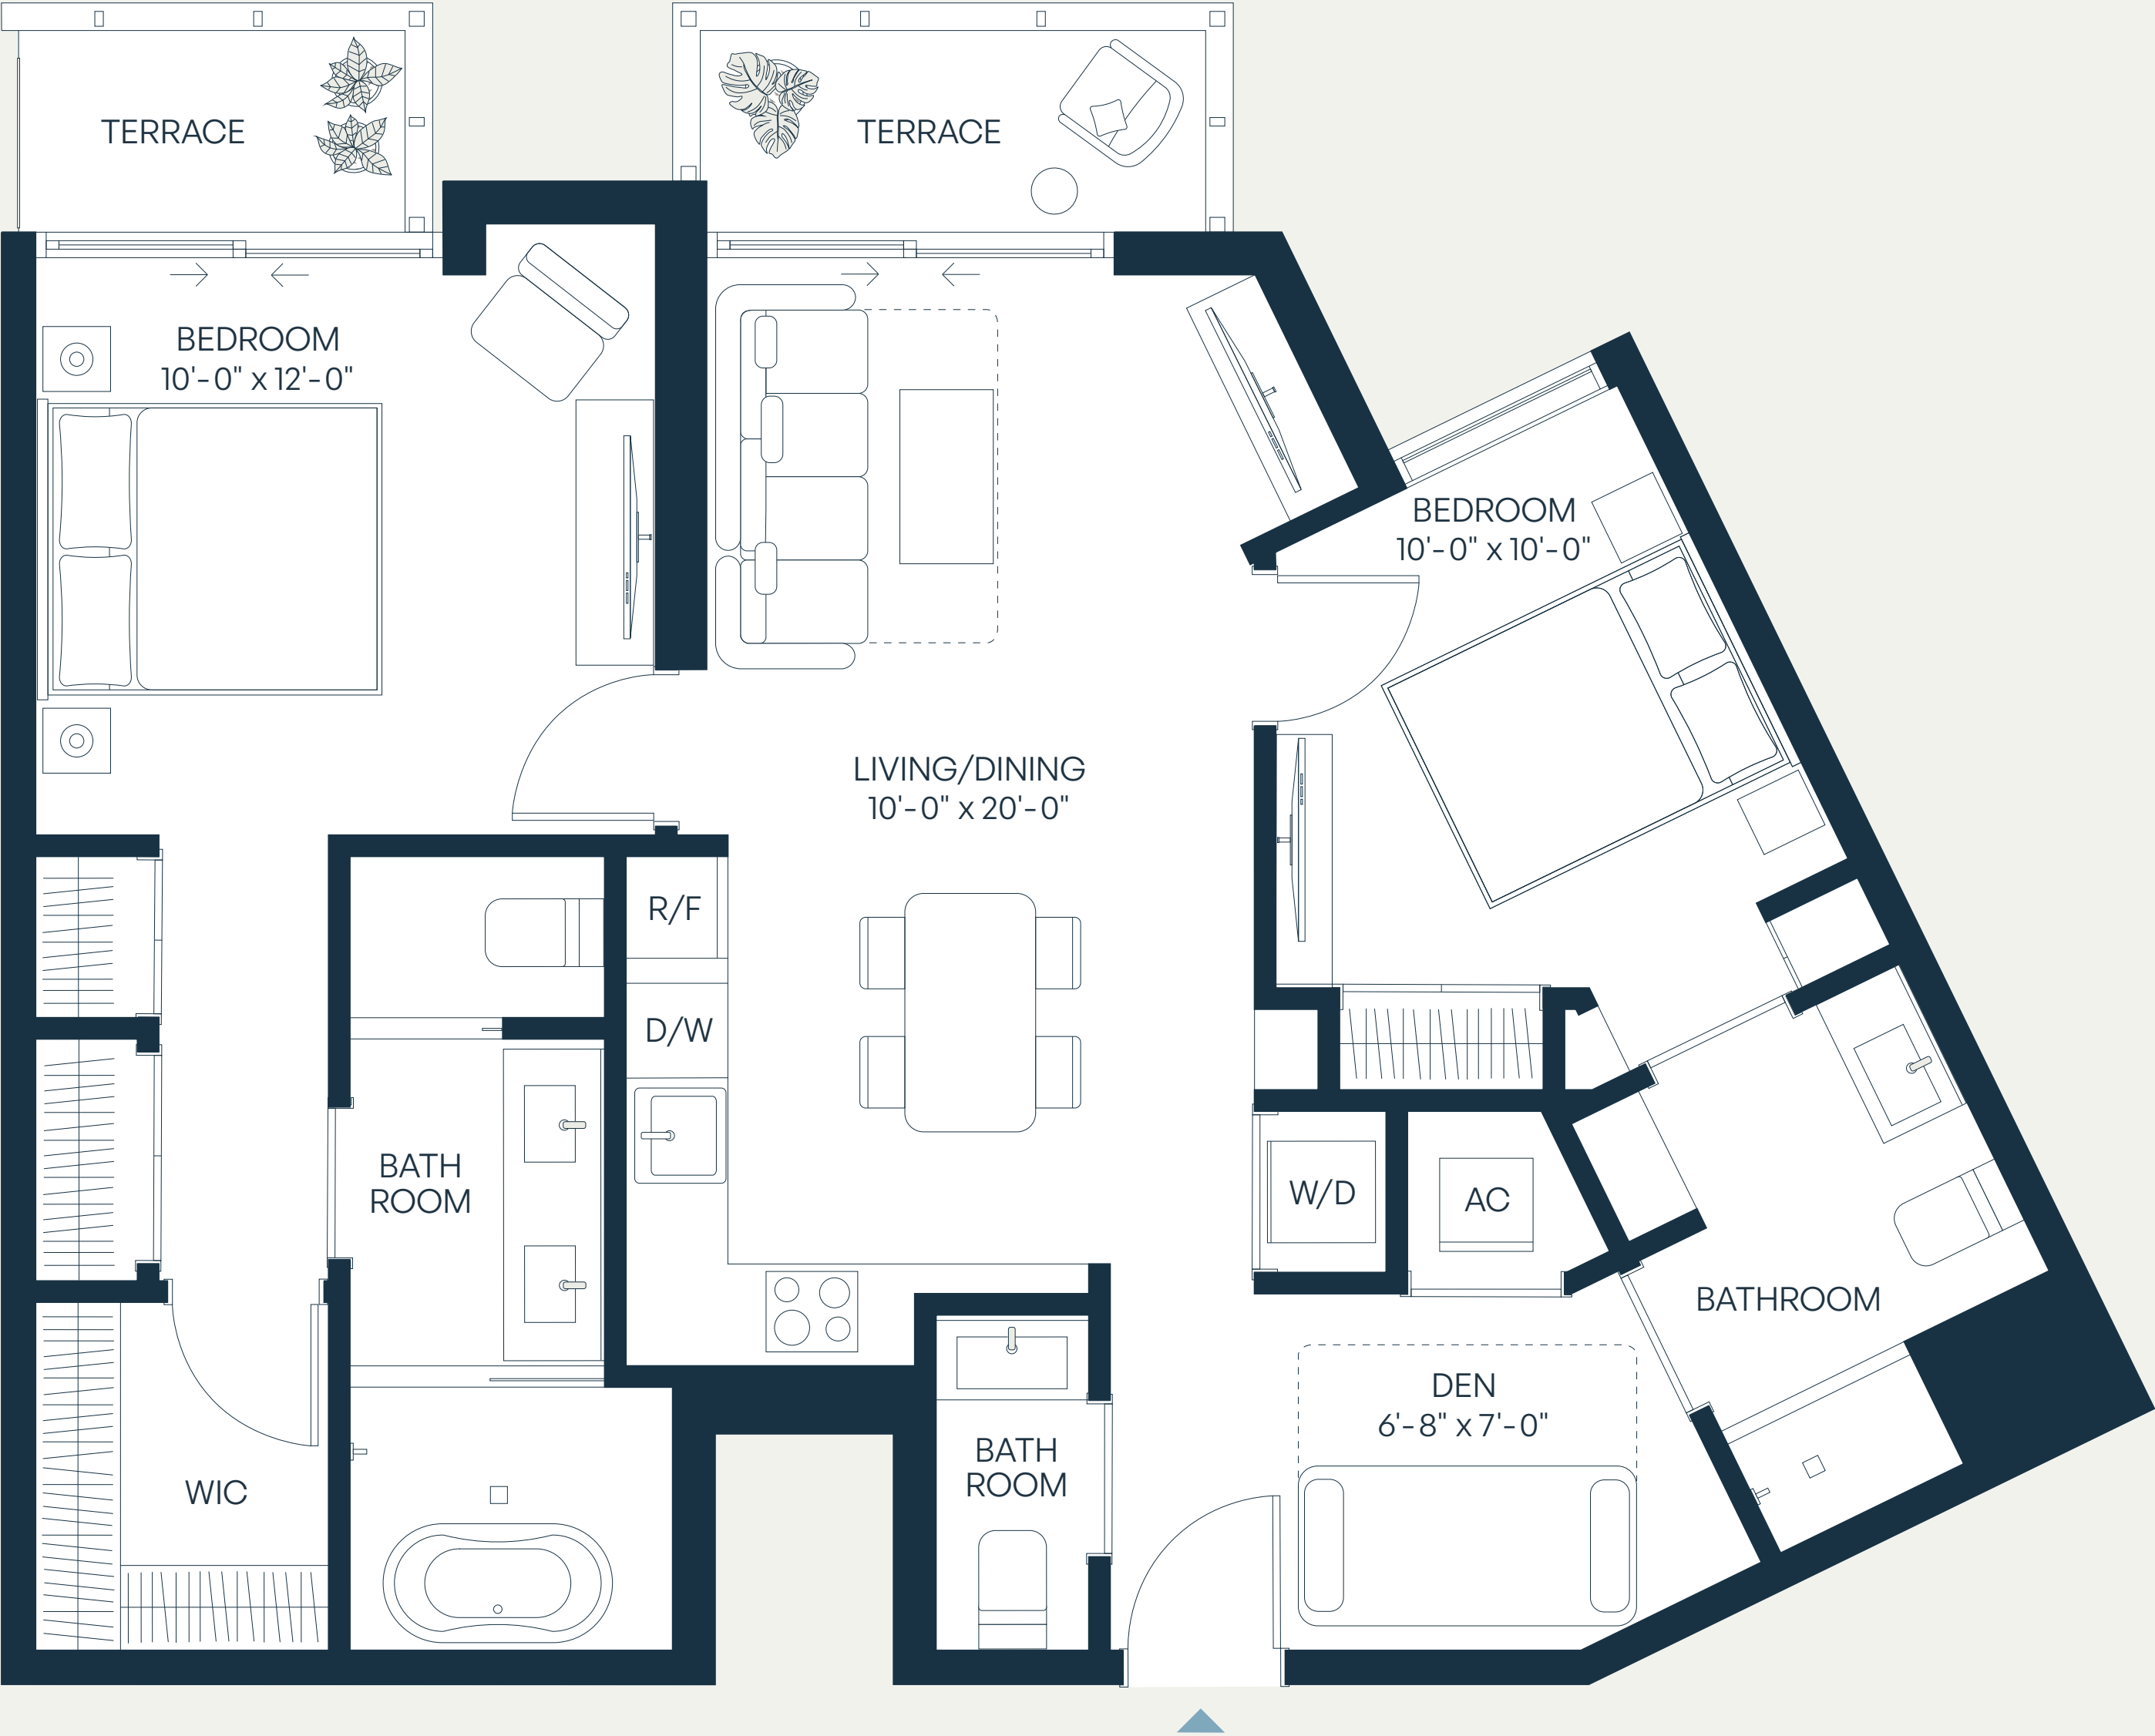 TERRACE
TERRACE
BEDROOM
10'-0" x 12'-0"
BEDROOM
10'-0" x 10'-0"
LIVING/DINING
10'-0" x 20'-0"
R/F
D/W
BATH
ROOM
W/D
AC
BATHROOM
DEN
6'-8" x 7'-0"
BATH
ROOM
WIC